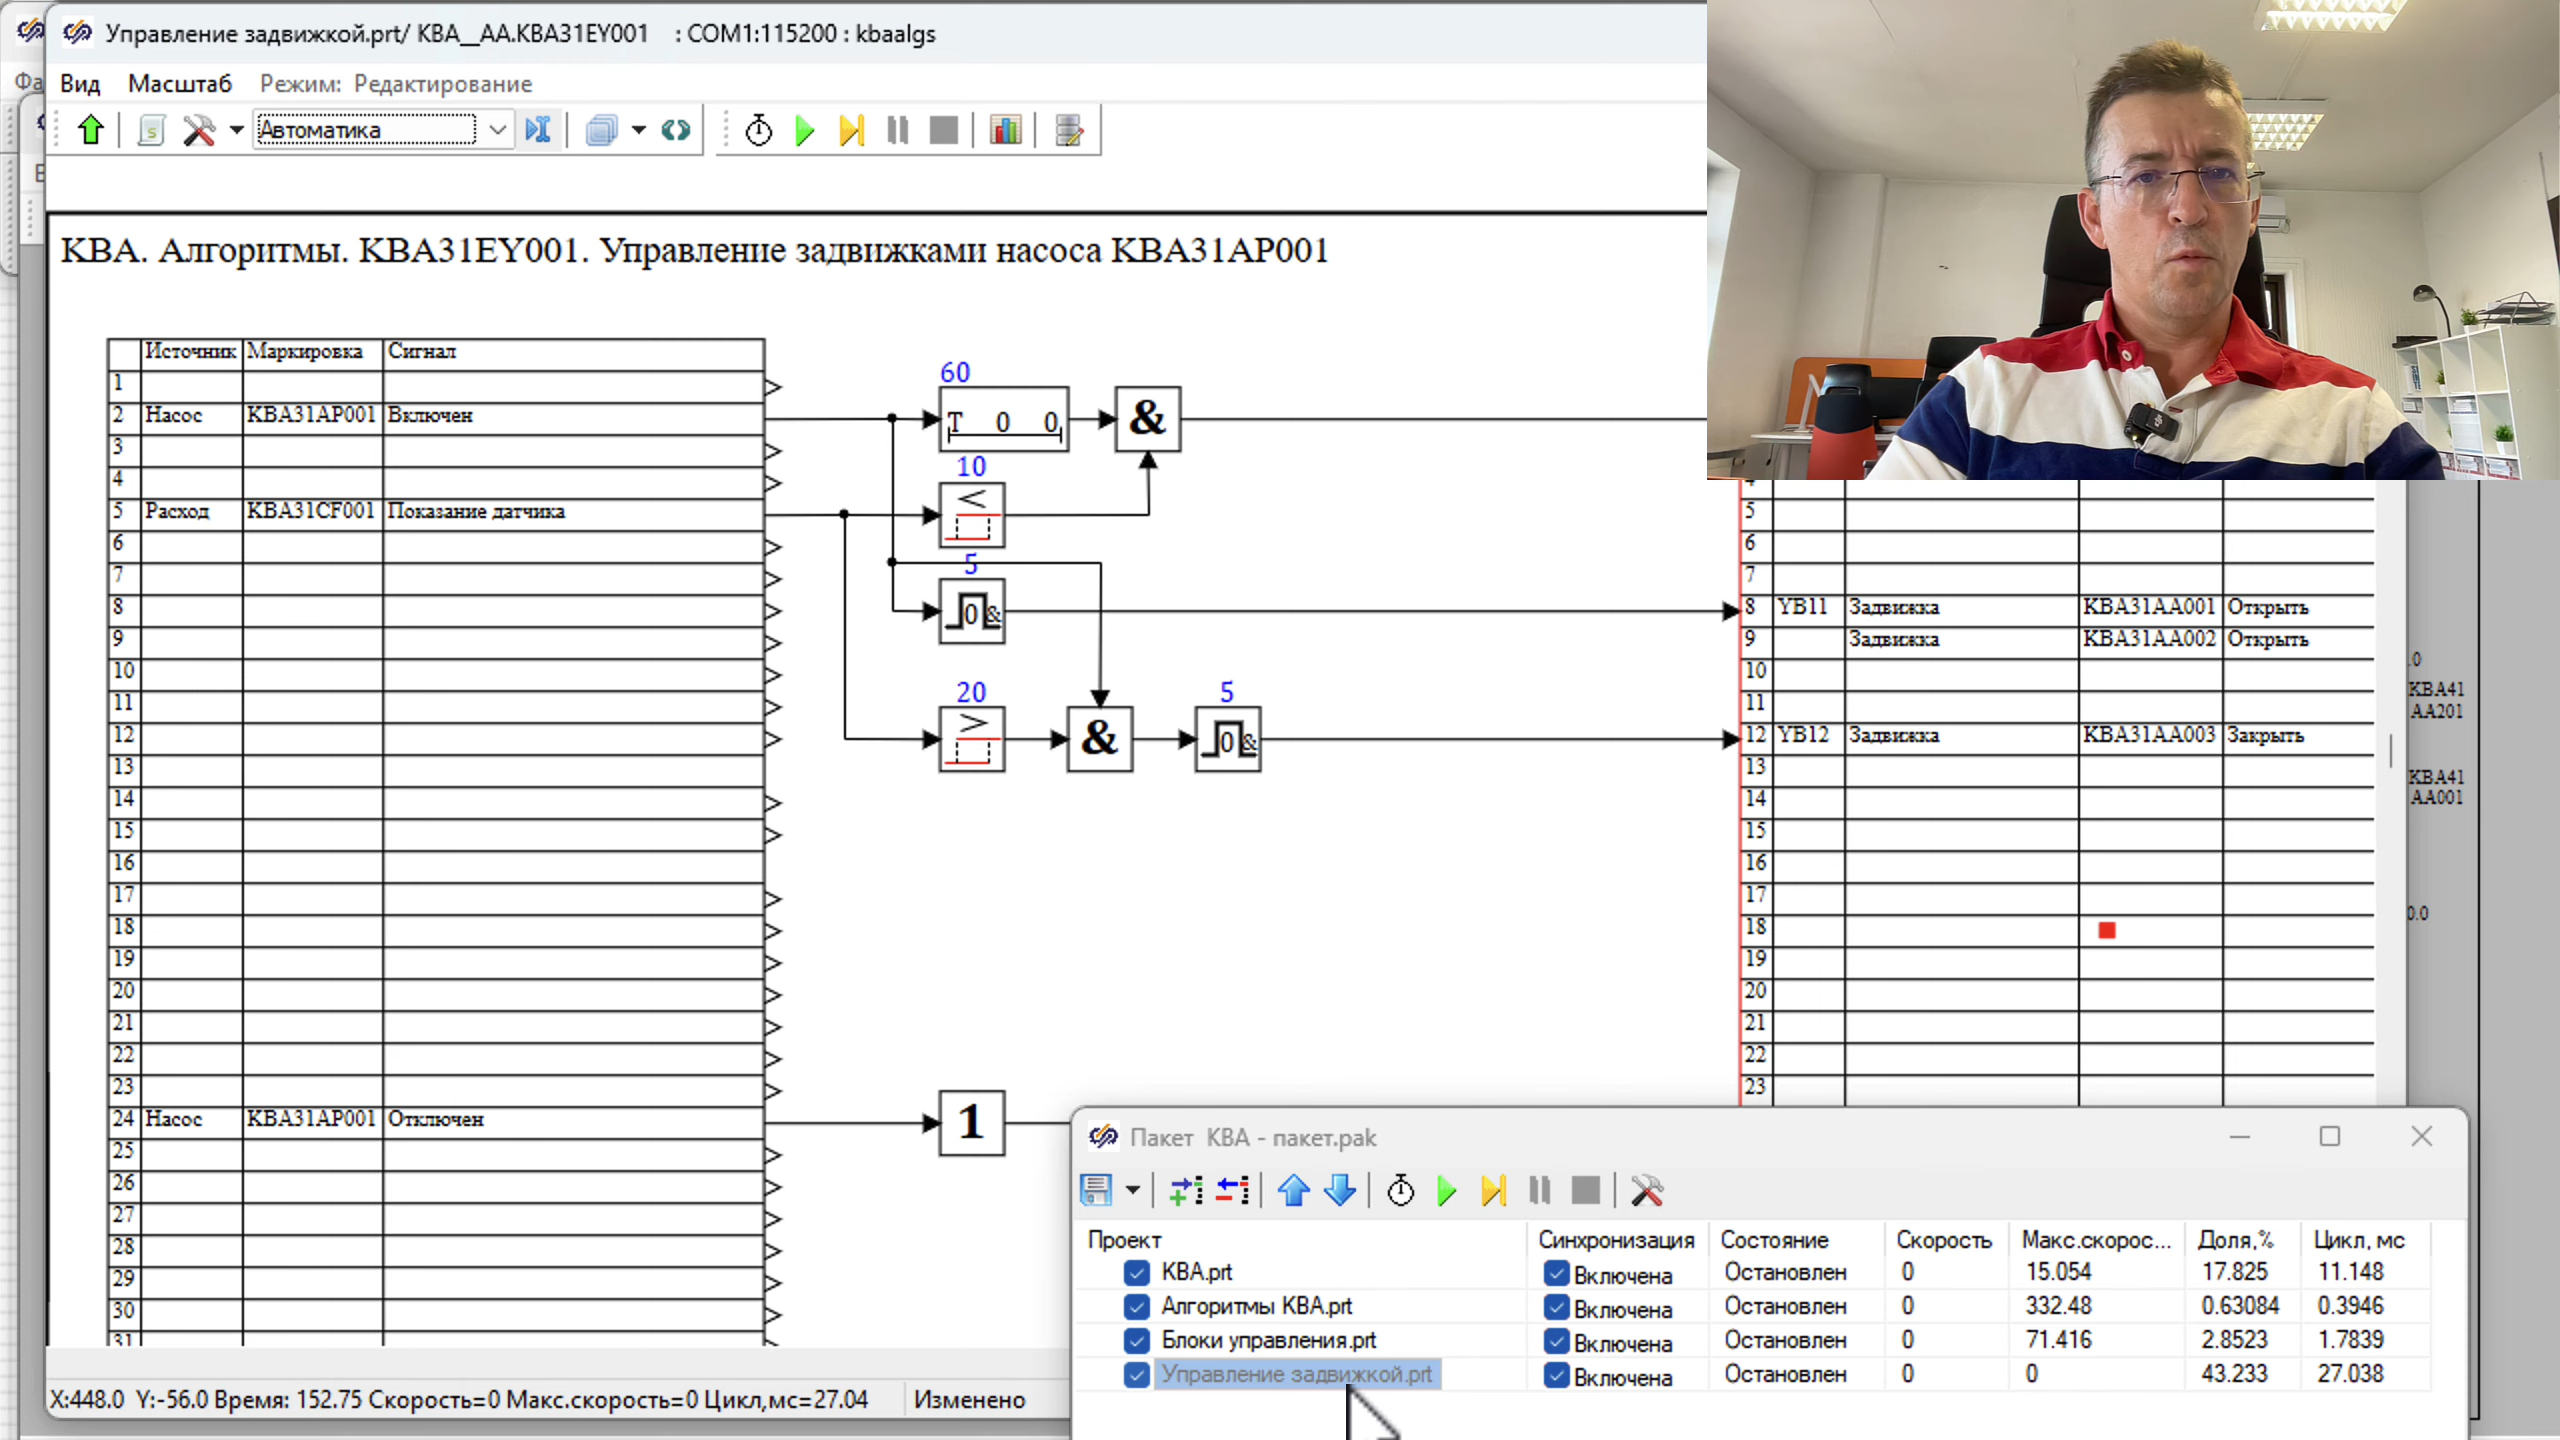 Управление задвижкой.prt/ KBA__AA.KBA31EY001 : COM1:115200 : kbaalgs
Фа
Вид Масштаб Режим: Редактирование
Автоматика
KBA. Алгоритмы. KBA31EY001. Управление задвижками насоса KBA31AP001
Источник Маркировка Сигнал
1
2 Насос KBA31AP001 Включен
3
4
5 Расход KBA31CF001 Показание датчика
6
7
8
9
10
11
12
13
14
15
16
17
18
19
20
21
22
23
24 Насос KBA31AP001 Отключен
25
26
27
28
29
30
31
60
T 0 0
&
10
<
5
0 &
20
>
&
5
0 &
1
4
5
6
7
8 YB11 Задвижка KBA31AA001 Открыть
9 Задвижка KBA31AA002 Открыть
10
11
12 YB12 Задвижка KBA31AA003 Закрыть
13
14
15
16
17
18
19
20
21
22
23
.0
KBA41
AA201
KBA41
AA001
0.0
X:448.0 Y:-56.0 Время: 152.75 Скорость=0 Макс.скорость=0 Цикл,мс=27.04 Изменено
Пакет KBA - пакет.pak
Проект Синхронизация Состояние Скорость Макс.скорос... Доля,% Цикл, мс
KBA.prt Включена Остановлен 0 15.054 17.825 11.148
Алгоритмы KBA.prt Включена Остановлен 0 332.48 0.63084 0.3946
Блоки управления.prt Включена Остановлен 0 71.416 2.8523 1.7839
Управление задвижкой.prt Включена Остановлен 0 0 43.233 27.038